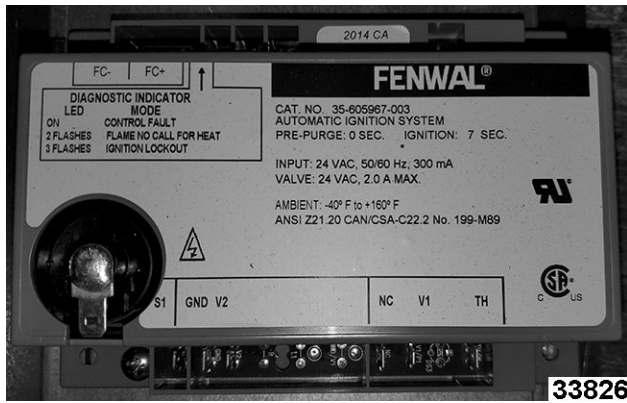 2014 CA
FC- FC+
DIAGNOSTIC INDICATOR
LED MODE
ON CONTROL FAULT
2 FLASHES FLAME NO CALL FOR HEAT
3 FLASHES IGNITION LOCKOUT
FENWAL®
CAT. NO. 35-605967-003
AUTOMATIC IGNITION SYSTEM
PRE-PURGE: 0 SEC. IGNITION: 7 SEC.
INPUT: 24 VAC, 50/60 Hz, 300 mA
VALVE: 24 VAC, 2.0 A MAX.
AMBIENT: -40° F to +160° F
ANSI Z21.20 CAN/CSA-C22.2 No. 199-M89
S1 GND V2 NC V1 TH
C US
33826